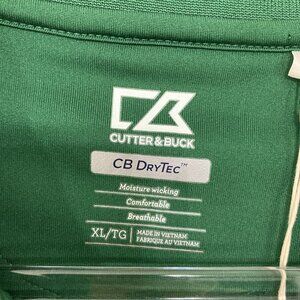 CUTTER & BUCK
CB DRYTEC™
Moisture wicking
Comfortable
Breathable
XL/TG
MADE IN VIETNAM
FABRIQUÉ AU VIETNAM